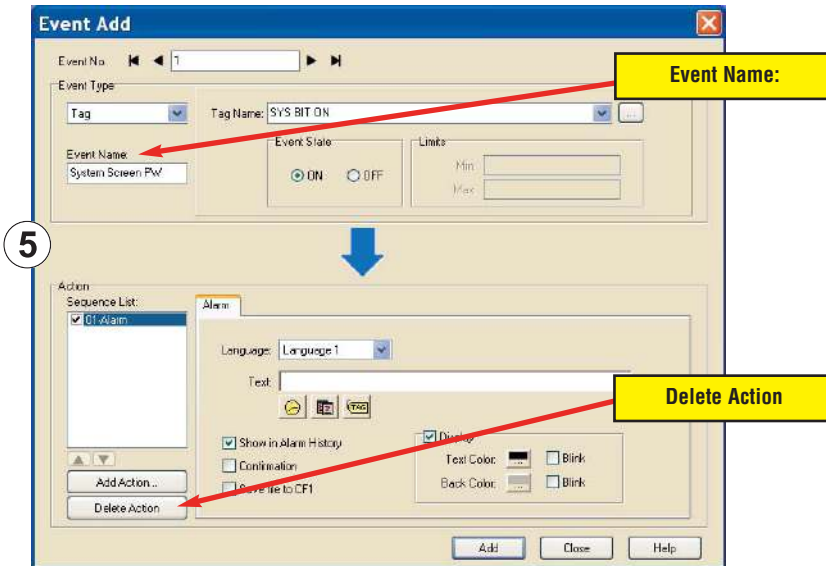 Event Add
Event No. 1
Event Name:
Event Type
Tag
Tag Name: SYS BIT ON ...
Event Name:
System Screen PW
Event State
ON OFF
Limits
Min
Max
5
Action
Sequence List:
01-Alarm
Alarm
Language: Language 1
Text:
TAG
Delete Action
Show in Alarm History
Confirmation
Save file to CF1
Display
Text Color: ... Blink
Back Color: ... Blink
Add Action...
Delete Action
Add Close Help